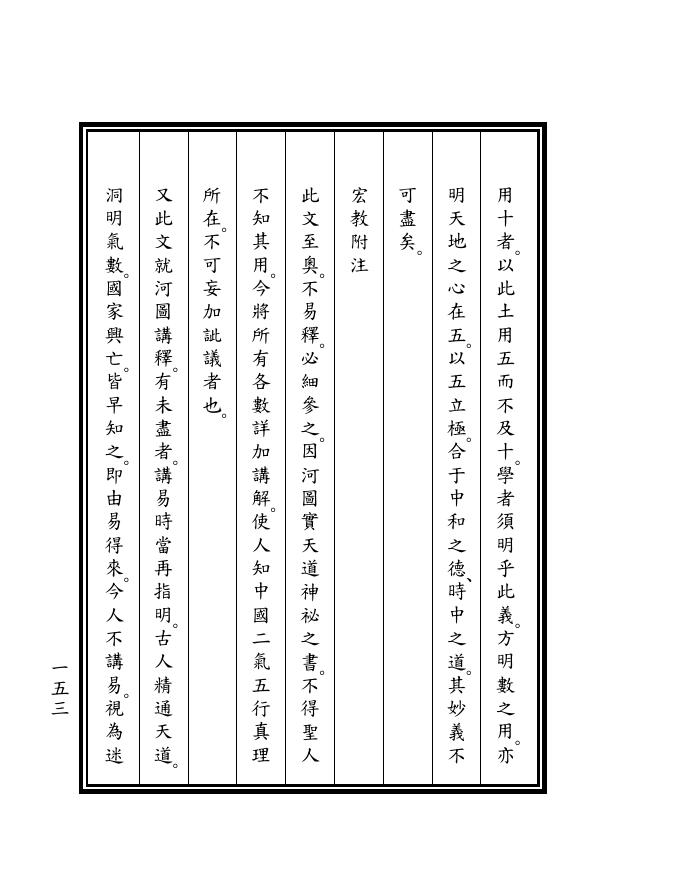 用十者。以此土用五而不及十。學者須明乎此義。方明數之用。亦
明天地之心在五。以五立極。合于中和之德、時中之道。其妙義不
可盡矣。
宏教附注
此文至奧。不易釋。必細參之。因河圖實天道神祕之書。不得聖人
不知其用。今將所有各數詳加講解。使人知中國二氣五行真理
所在。不可妄加訿議者也。
又此文就河圖講釋。有未盡者。講易時當再指明。古人精通天道。
洞明氣數。國家興亡。皆早知之。即由易得來。今人不講易。視為迷
一五三